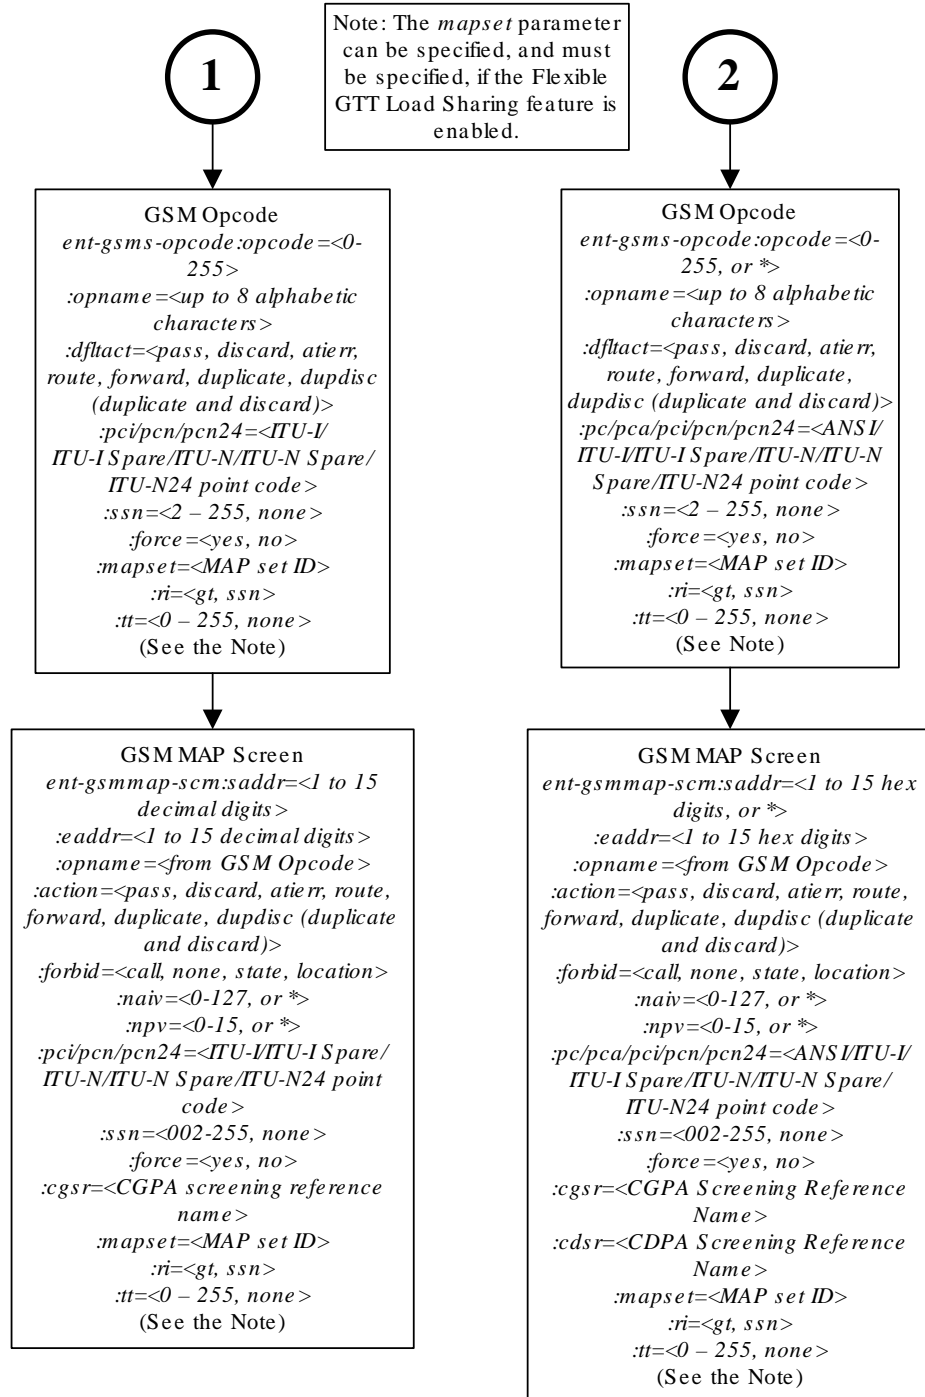 1
Note: The mapset parameter
can be specified, and must
be specified, if the Flexible
GTT Load Sharing feature is
enabled.
2
GSM Opcode
ent-gsms-opcode:opcode=<0-
255>
:opname=<up to 8 alphabetic
characters>
:dfltact=<pass, discard, atierr,
route, forward, duplicate, dupdisc
(duplicate and discard)>
:pci/pcn/pcn24=<ITU-I/
ITU-I Spare/ITU-N/ITU-N Spare/
ITU-N24 point code>
:ssn=<2 – 255, none>
:force=<yes, no>
:mapset=<MAP set ID>
:ri=<gt, ssn>
:tt=<0 – 255, none>
(See the Note)
GSM Opcode
ent-gsms-opcode:opcode=<0-
255, or *>
:opname=<up to 8 alphabetic
characters>
:dfltact=<pass, discard, atierr,
route, forward, duplicate,
dupdisc (duplicate and discard)>
:pc/pca/pci/pcn/pcn24=<ANSI/
ITU-I/ITU-I Spare/ITU-N/ITU-N
Spare/ITU-N24 point code>
:ssn=<2 – 255, none>
:force=<yes, no>
:mapset=<MAP set ID>
:ri=<gt, ssn>
:tt=<0 – 255, none>
(See the Note)
GSM MAP Screen
ent-gsmmap-scrn:saddr=<1 to 15
decimal digits>
:eaddr=<1 to 15 decimal digits>
:opname=<from GSM Opcode>
:action=<pass, discard, atierr, route,
forward, duplicate, dupdisc (duplicate
and discard)>
:forbid=<call, none, state, location>
:naiv=<0-127, or *>
:npv=<0-15, or *>
:pci/pcn/pcn24=<ITU-I/ITU-I Spare/
ITU-N/ITU-N Spare/ITU-N24 point
code>
:ssn=<002-255, none>
:force=<yes, no>
:cgsr=<CGPA screening reference
name>
:mapset=<MAP set ID>
:ri=<gt, ssn>
:tt=<0 – 255, none>
(See the Note)
GSM MAP Screen
ent-gsmmap-scrn:saddr=<1 to 15 hex
digits, or *>
:eaddr=<1 to 15 hex digits>
:opname=<from GSM Opcode>
:action=<pass, discard, atierr, route,
forward, duplicate, dupdisc (duplicate
and discard)>
:forbid=<call, none, state, location>
:naiv=<0-127, or *>
:npv=<0-15, or *>
:pc/pca/pci/pcn/pcn24=<ANSI/ITU-I/
ITU-I Spare/ITU-N/ITU-N Spare/
ITU-N24 point code>
:ssn=<002-255, none>
:force=<yes, no>
:cgsr=<CGPA Screening Reference
Name>
:cdsr=<CDPA Screening Reference
Name>
:mapset=<MAP set ID>
:ri=<gt, ssn>
:tt=<0 – 255, none>
(See the Note)